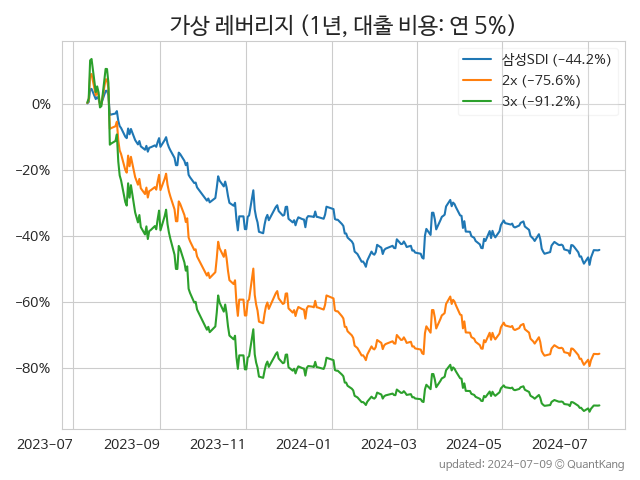 가상 레버리지 (1년, 대출 비용: 연 5%)
삼성SDI (−44.2%)
2x (−75.6%)
3x (−91.2%)
0%
−20%
−40%
−60%
−80%
2023-07 2023-09 2023-11 2024-01 2024-03 2024-05 2024-07
updated: 2024-07-09 © QuantKang